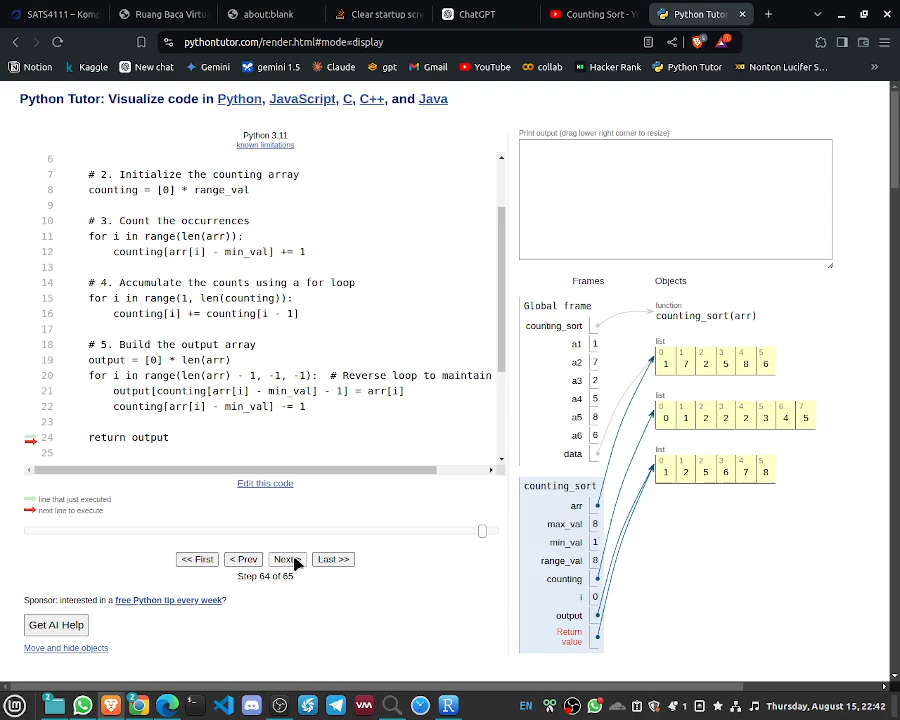 SATS4111 – Komp
Ruang Baca Virtu
about:blank
Clear startup scre
ChatGPT
Counting Sort - Yo
Python Tutor
pythontutor.com/render.html#mode=display
Notion
Kaggle
New chat
Gemini
gemini 1.5
Claude
gpt
Gmail
YouTube
collab
Hacker Rank
Python Tutor
Nonton Lucifer S...
Python Tutor: Visualize code in Python, JavaScript, C, C++, and Java
Python 3.11
known limitations
6
7 # 2. Initialize the counting array
8 counting = [0] * range_val
9
10 # 3. Count the occurrences
11 for i in range(len(arr)):
12 counting[arr[i] - min_val] += 1
13
14 # 4. Accumulate the counts using a for loop
15 for i in range(1, len(counting)):
16 counting[i] += counting[i - 1]
17
18 # 5. Build the output array
19 output = [0] * len(arr)
20 for i in range(len(arr) - 1, -1, -1):  # Reverse loop to maintain
21 output[counting[arr[i] - min_val] - 1] = arr[i]
22 counting[arr[i] - min_val] -= 1
23
24 return output
25
Edit this code
line that just executed
next line to execute
<< First
< Prev
Next >
Last >>
Step 64 of 65
Sponsor: interested in a free Python tip every week?
Get AI Help
Move and hide objects
Print output (drag lower right corner to resize)
Frames Objects
Global frame
counting_sort
a1 1
a2 7
a3 2
a4 5
a5 8
a6 6
data
counting_sort
arr
max_val 8
min_val 1
range_val 8
counting
i 0
output
Return
value
function
counting_sort(arr)
list
0 1 2 3 4 5
1 7 2 5 8 6
list
0 1 2 3 4 5 6 7
0 1 2 2 2 3 4 5
list
0 1 2 3 4 5
1 2 5 6 7 8
2
2
EN
1
Thursday, August 15, 22:42